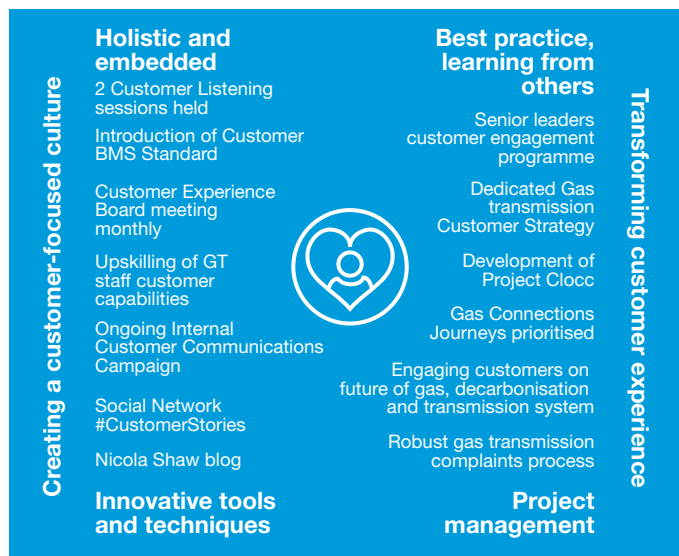 Creating a customer-focused culture
Holistic and
embedded
2 Customer Listening
sessions held
Introduction of Customer
BMS Standard
Customer Experience
Board meeting
monthly
Upskilling of GT
staff customer
capabilities
Ongoing Internal
Customer Communications
Campaign
Social Network
#CustomerStories
Nicola Shaw blog
Innovative tools
and techniques
Best practice,
learning from
others
Senior leaders
customer engagement
programme
Dedicated Gas
transmission
Customer Strategy
Development of
Project Clocc
Gas Connections
Journeys prioritised
Engaging customers on
future of gas, decarbonisation
and transmission system
Robust gas transmission
complaints process
Project
management
Transforming customer experience